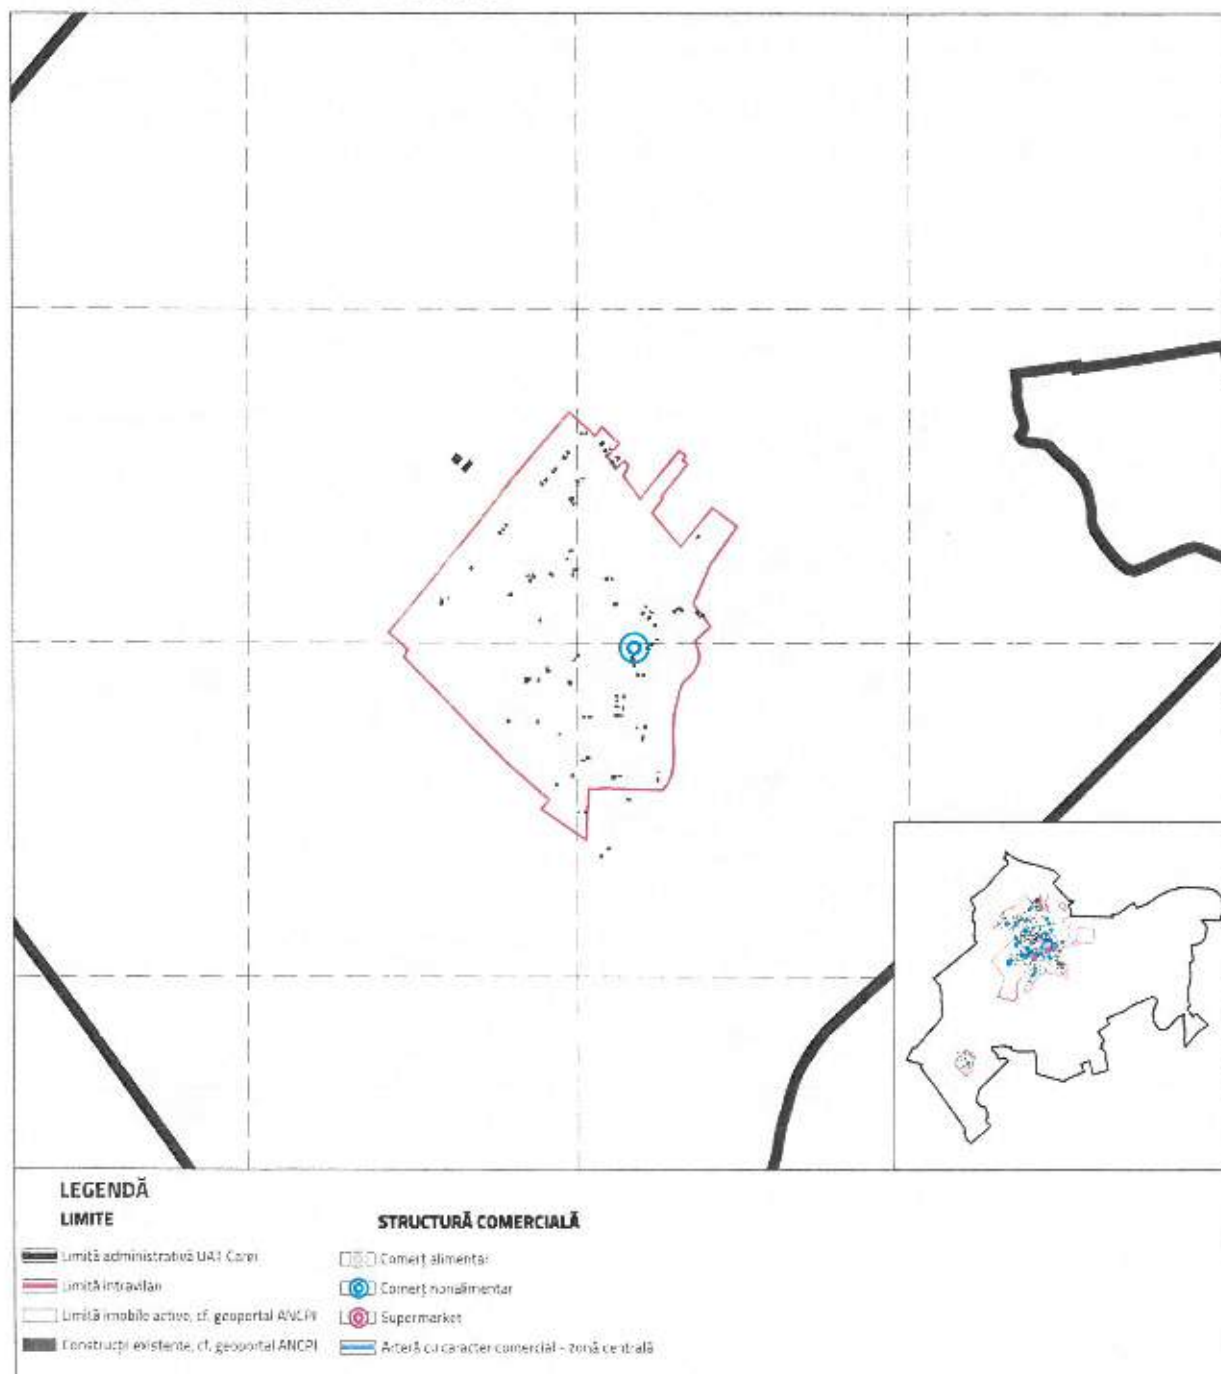 LEGENDĂ
LIMITE
Limită administrativă UAT Carei
Limită intravilan
Limită imobile active, cf. geoportal ANCPI
Construcții existente, cf. geoportal ANCPI
STRUCTURĂ COMERCIALĂ
Comerț alimentar
Comerț nonalimentar
Supermarket
Arteră cu caracter comercial - zonă centrală